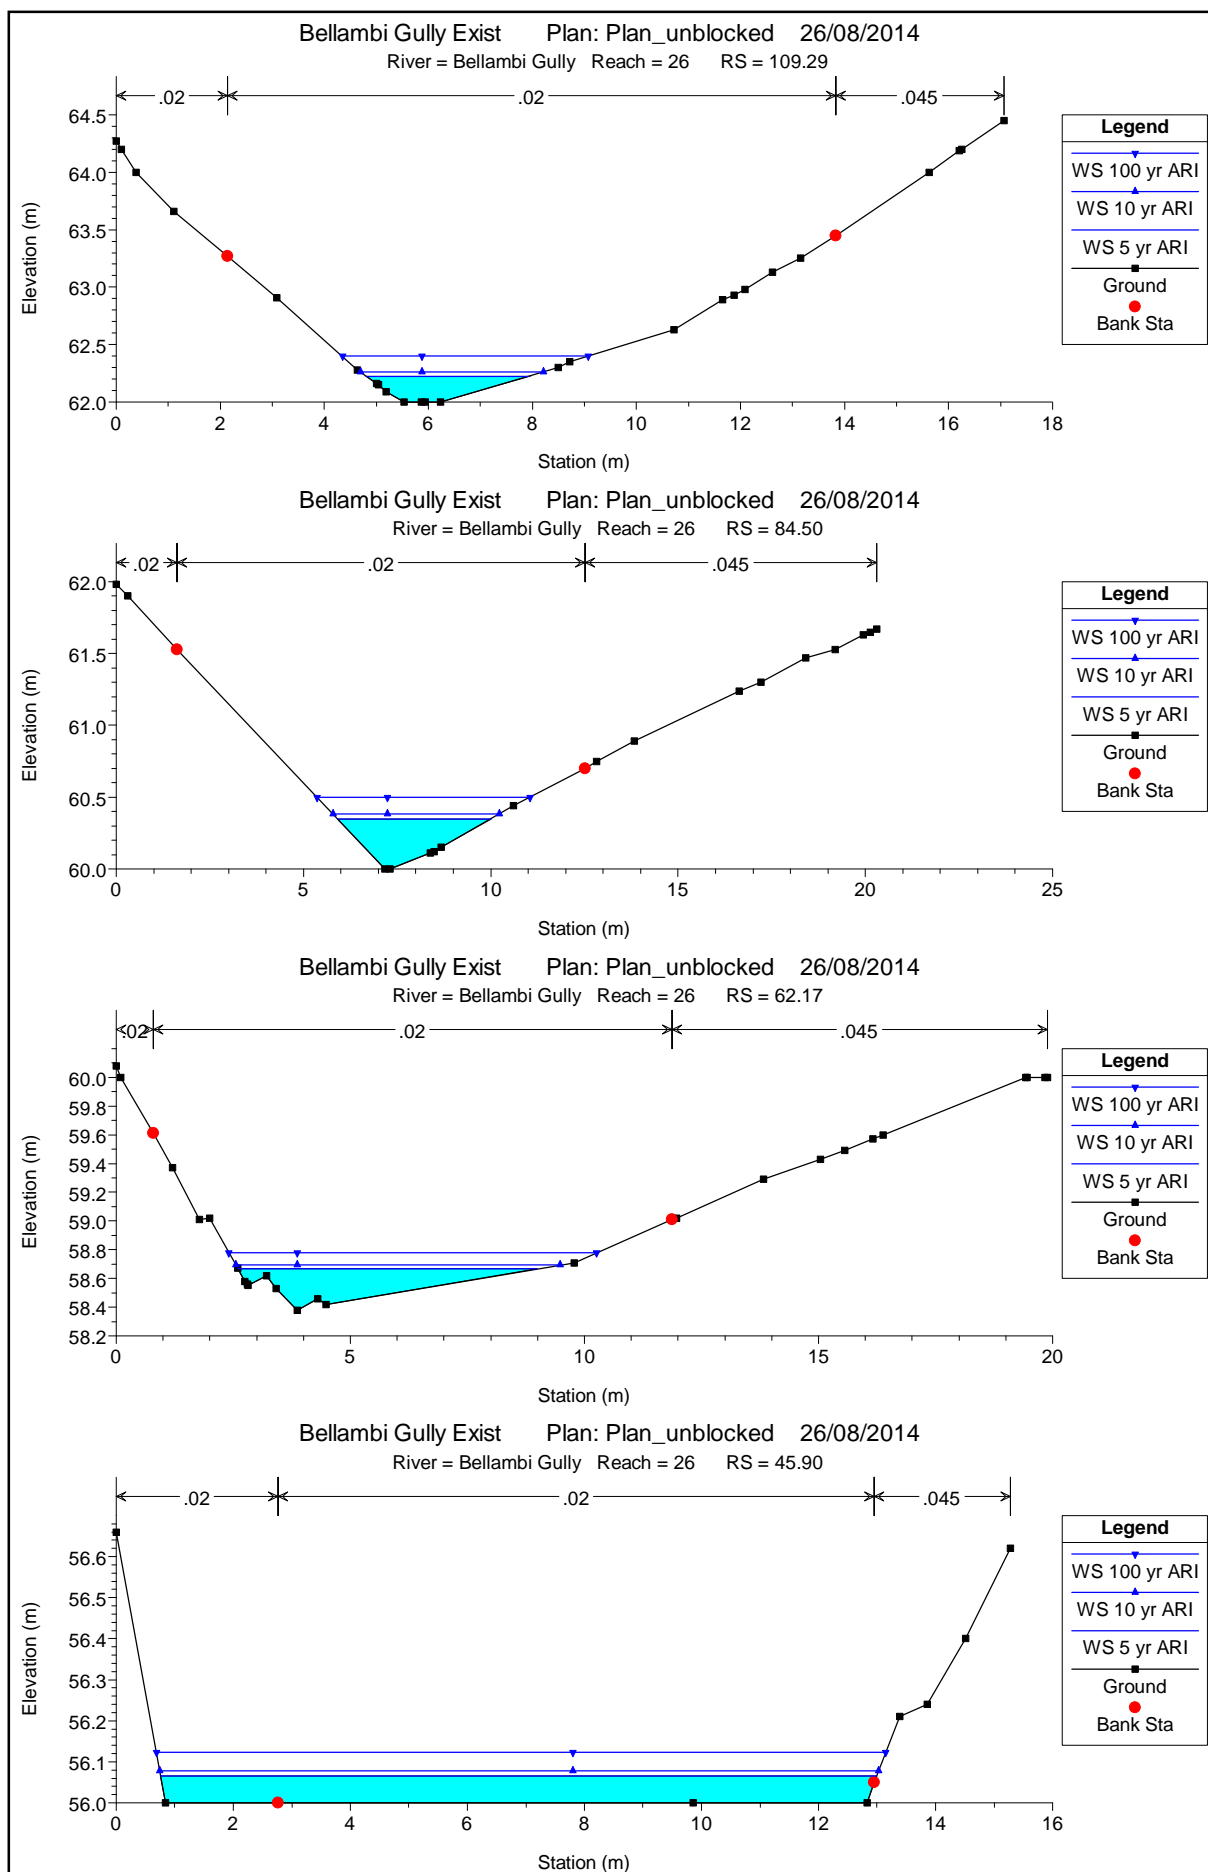 Bellambi Gully Exist Plan: Plan_unblocked 26/08/2014
River = Bellambi Gully Reach = 26 RS = 109.29
.02 .02 .045
64.5
64.0
63.5
63.0
62.5
62.0
Elevation (m)
0 2 4 6 8 10 12 14 16 18
Station (m)
Legend
WS 100 yr ARI
WS 10 yr ARI
WS 5 yr ARI
Ground
Bank Sta
Bellambi Gully Exist Plan: Plan_unblocked 26/08/2014
River = Bellambi Gully Reach = 26 RS = 84.50
.02 .02 .045
62.0
61.5
61.0
60.5
60.0
Elevation (m)
0 5 10 15 20 25
Station (m)
Legend
WS 100 yr ARI
WS 10 yr ARI
WS 5 yr ARI
Ground
Bank Sta
Bellambi Gully Exist Plan: Plan_unblocked 26/08/2014
River = Bellambi Gully Reach = 26 RS = 62.17
.02 .02 .045
60.0
59.8
59.6
59.4
59.2
59.0
58.8
58.6
58.4
58.2
Elevation (m)
0 5 10 15 20
Station (m)
Legend
WS 100 yr ARI
WS 10 yr ARI
WS 5 yr ARI
Ground
Bank Sta
Bellambi Gully Exist Plan: Plan_unblocked 26/08/2014
River = Bellambi Gully Reach = 26 RS = 45.90
.02 .02 .045
56.6
56.5
56.4
56.3
56.2
56.1
56.0
Elevation (m)
0 2 4 6 8 10 12 14 16
Station (m)
Legend
WS 100 yr ARI
WS 10 yr ARI
WS 5 yr ARI
Ground
Bank Sta